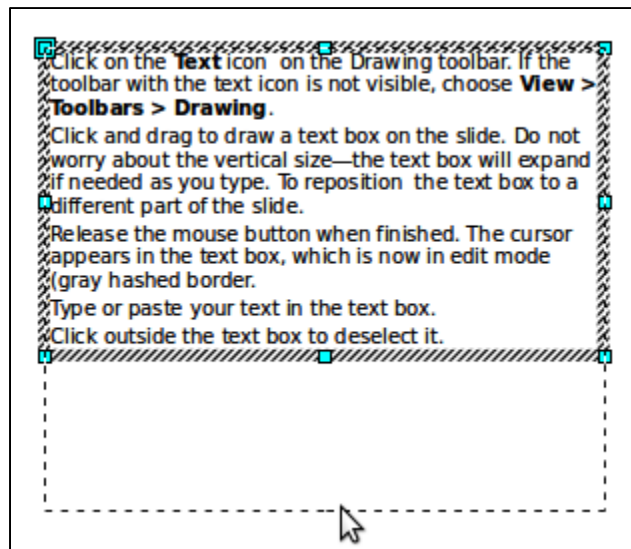 Click on the Text icon  on the Drawing toolbar. If the
toolbar with the text icon is not visible, choose View >
Toolbars > Drawing.
Click and drag to draw a text box on the slide. Do not
worry about the vertical size—the text box will expand
if needed as you type. To reposition  the text box to a
different part of the slide.
Release the mouse button when finished. The cursor
appears in the text box, which is now in edit mode
(gray hashed border.
Type or paste your text in the text box.
Click outside the text box to deselect it.